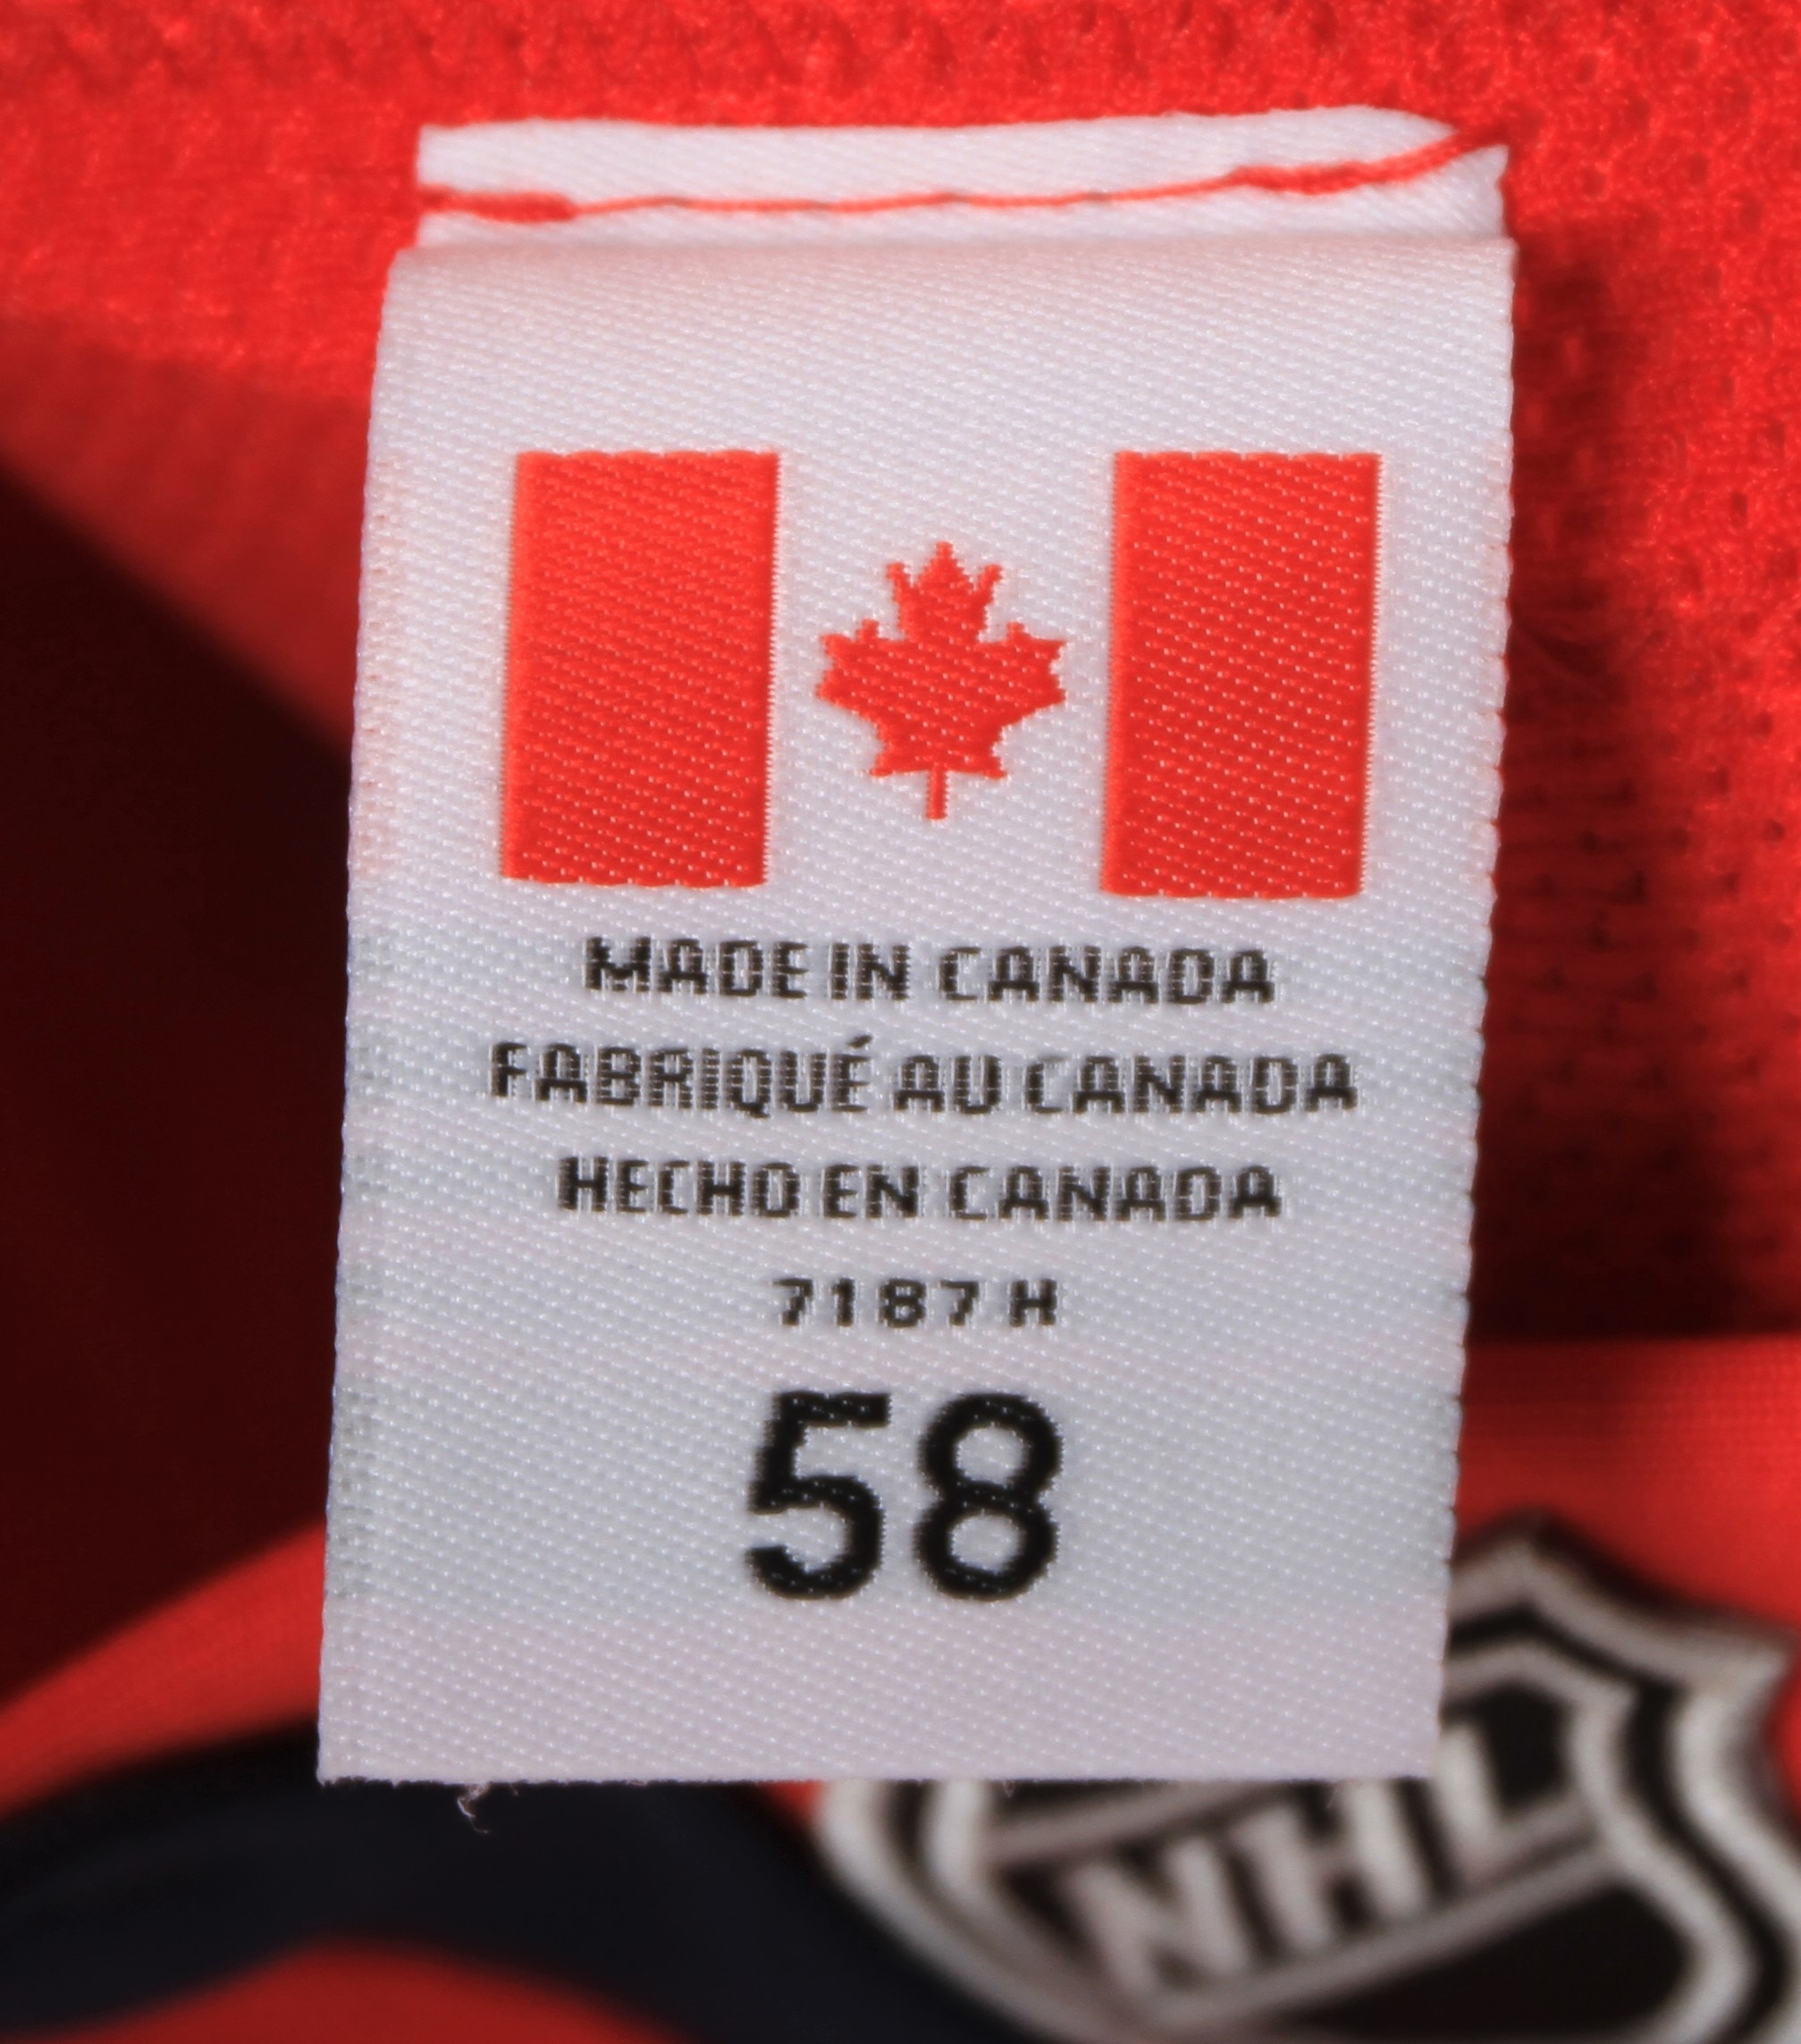 MADE IN CANADA
FABRIQUÉ AU CANADA
HECHO EN CANADA
7187 H
58
NHL